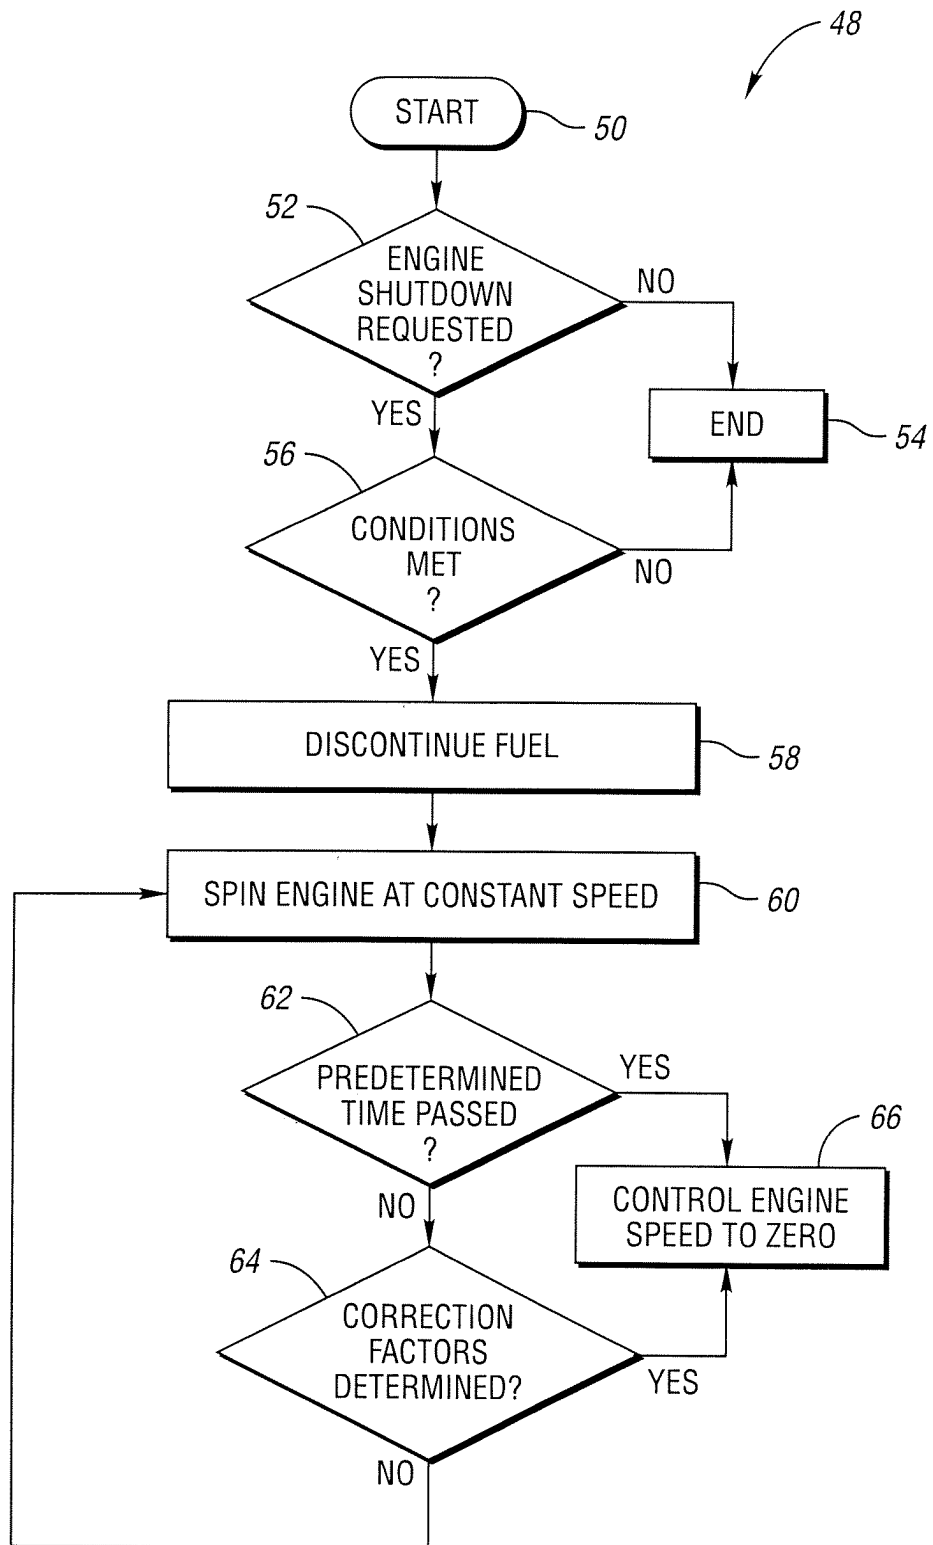 48
START
50
52
ENGINE
SHUTDOWN
REQUESTED
?
NO
YES
END
54
56
CONDITIONS
MET
?
NO
YES
DISCONTINUE FUEL
58
SPIN ENGINE AT CONSTANT SPEED
60
62
PREDETERMINED
TIME PASSED
?
YES
66
CONTROL ENGINE
SPEED TO ZERO
NO
64
CORRECTION
FACTORS
DETERMINED?
YES
NO